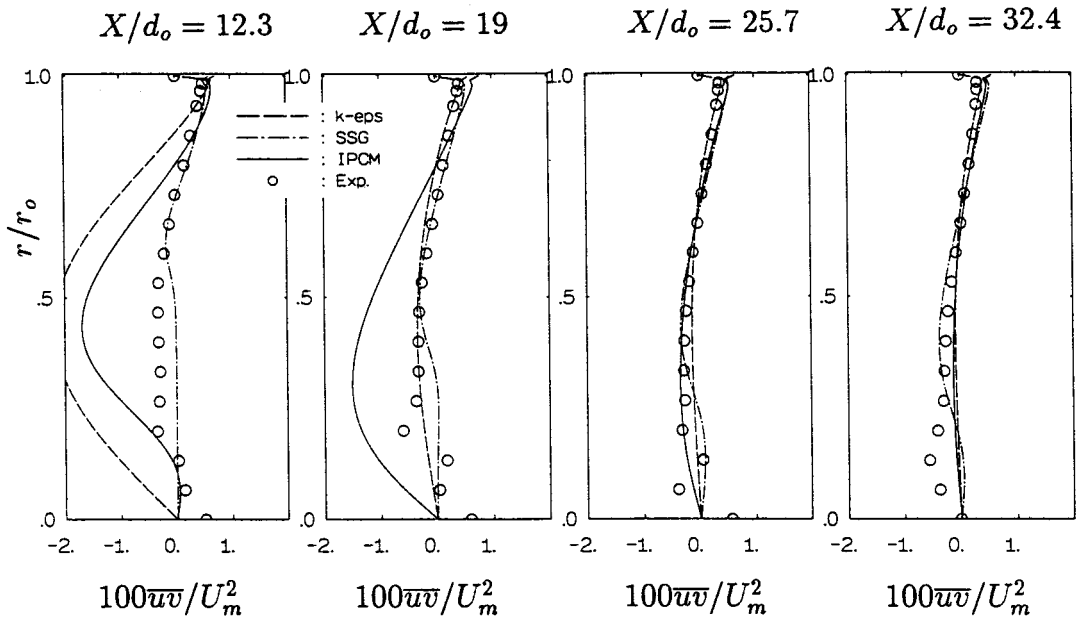 X/d_o = 12.3 X/d_o = 19 X/d_o = 25.7 X/d_o = 32.4
1.0 1.0 1.0 1.0
: k-eps
: SSG
: IPCM
: Exp.
r/r_o
.5 .5 .5 .5
.0 .0 .0 .0
-2. -1. 0. 1. -2. -1. 0. 1. -2. -1. 0. 1. -2. -1. 0. 1.
100\overline{uv}/U_m^2 100\overline{uv}/U_m^2 100\overline{uv}/U_m^2 100\overline{uv}/U_m^2